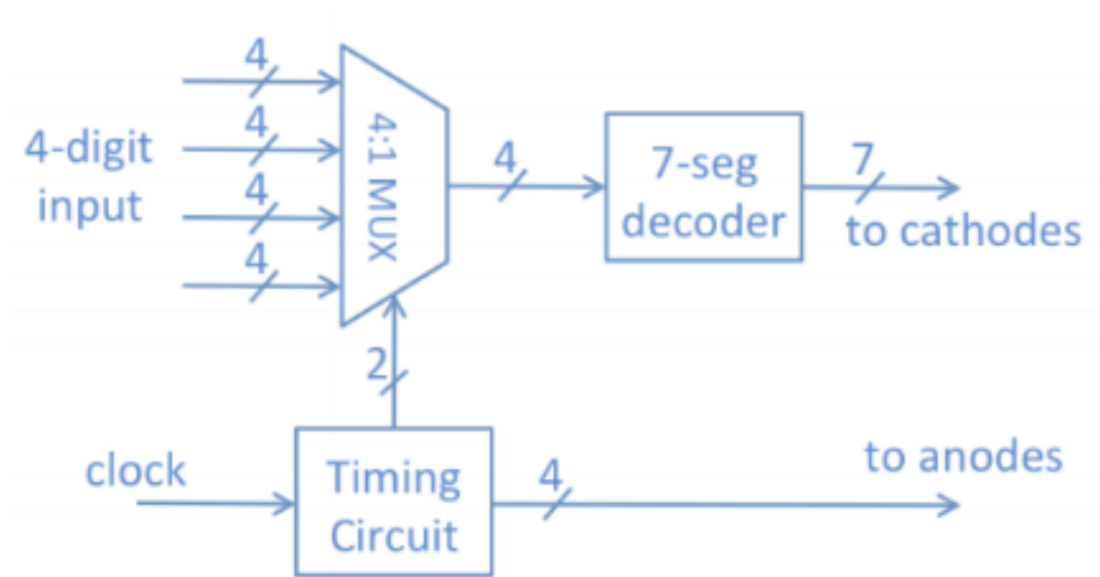 4
4
4-digit
input
4
4
4:1 MUX
4
7-seg
decoder
7
to cathodes
2
clock
Timing
Circuit
4
to anodes